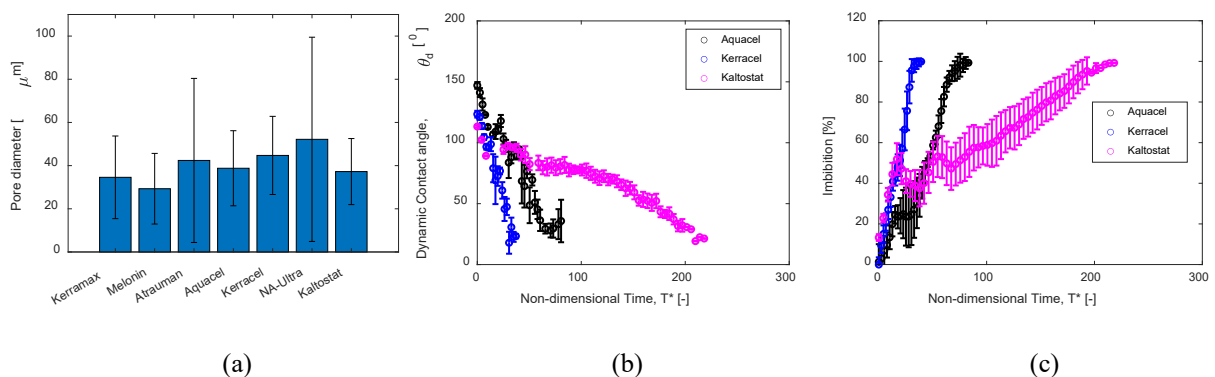 Pore diameter [ μm]
120
100
80
60
40
20
0
Kerramax
Melonin
Atrauman
Aquacel
Kerracel
NA-Ultra
Kaltostat
(a)
Dynamic Contact angle, θd [ 0]
200
150
100
50
0
Aquacel
Kerracel
Kaltostat
0 100 200 300
Non-dimensional Time, T* [-]
(b)
Imbibition [%]
120
100
80
60
40
20
0
Aquacel
Kerracel
Kaltostat
0 100 200 300
Non-dimensional Time, T* [-]
(c)